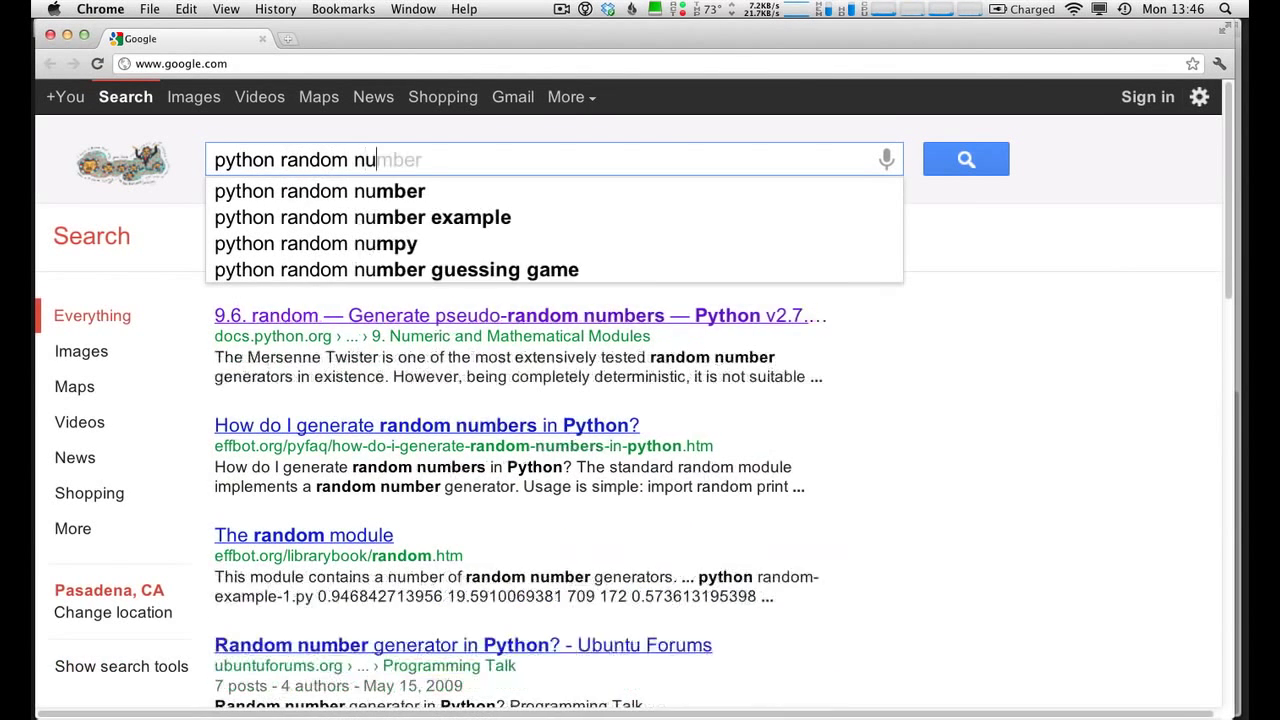 Chrome File Edit View History Bookmarks Window Help 73° 7.2KB/s 21.7KB/s Charged Mon 13:46
Google
www.google.com
+You Search Images Videos Maps News Shopping Gmail More Sign in
python random number
python random number
python random number example
python random numpy
python random number guessing game
Search
Everything
Images
Maps
Videos
News
Shopping
More
Pasadena, CA
Change location
Show search tools
9.6. random — Generate pseudo-random numbers — Python v2.7....
docs.python.org › ... › 9. Numeric and Mathematical Modules
The Mersenne Twister is one of the most extensively tested random number
generators in existence. However, being completely deterministic, it is not suitable ...
How do I generate random numbers in Python?
effbot.org/pyfaq/how-do-i-generate-random-numbers-in-python.htm
How do I generate random numbers in Python? The standard random module
implements a random number generator. Usage is simple: import random print ...
The random module
effbot.org/librarybook/random.htm
This module contains a number of random number generators. ... python random-
example-1.py 0.946842713956 19.5910069381 709 172 0.573613195398 ...
Random number generator in Python? - Ubuntu Forums
ubuntuforums.org › ... › Programming Talk
7 posts - 4 authors - May 15, 2009
Random number generator in Python? Programming Talk